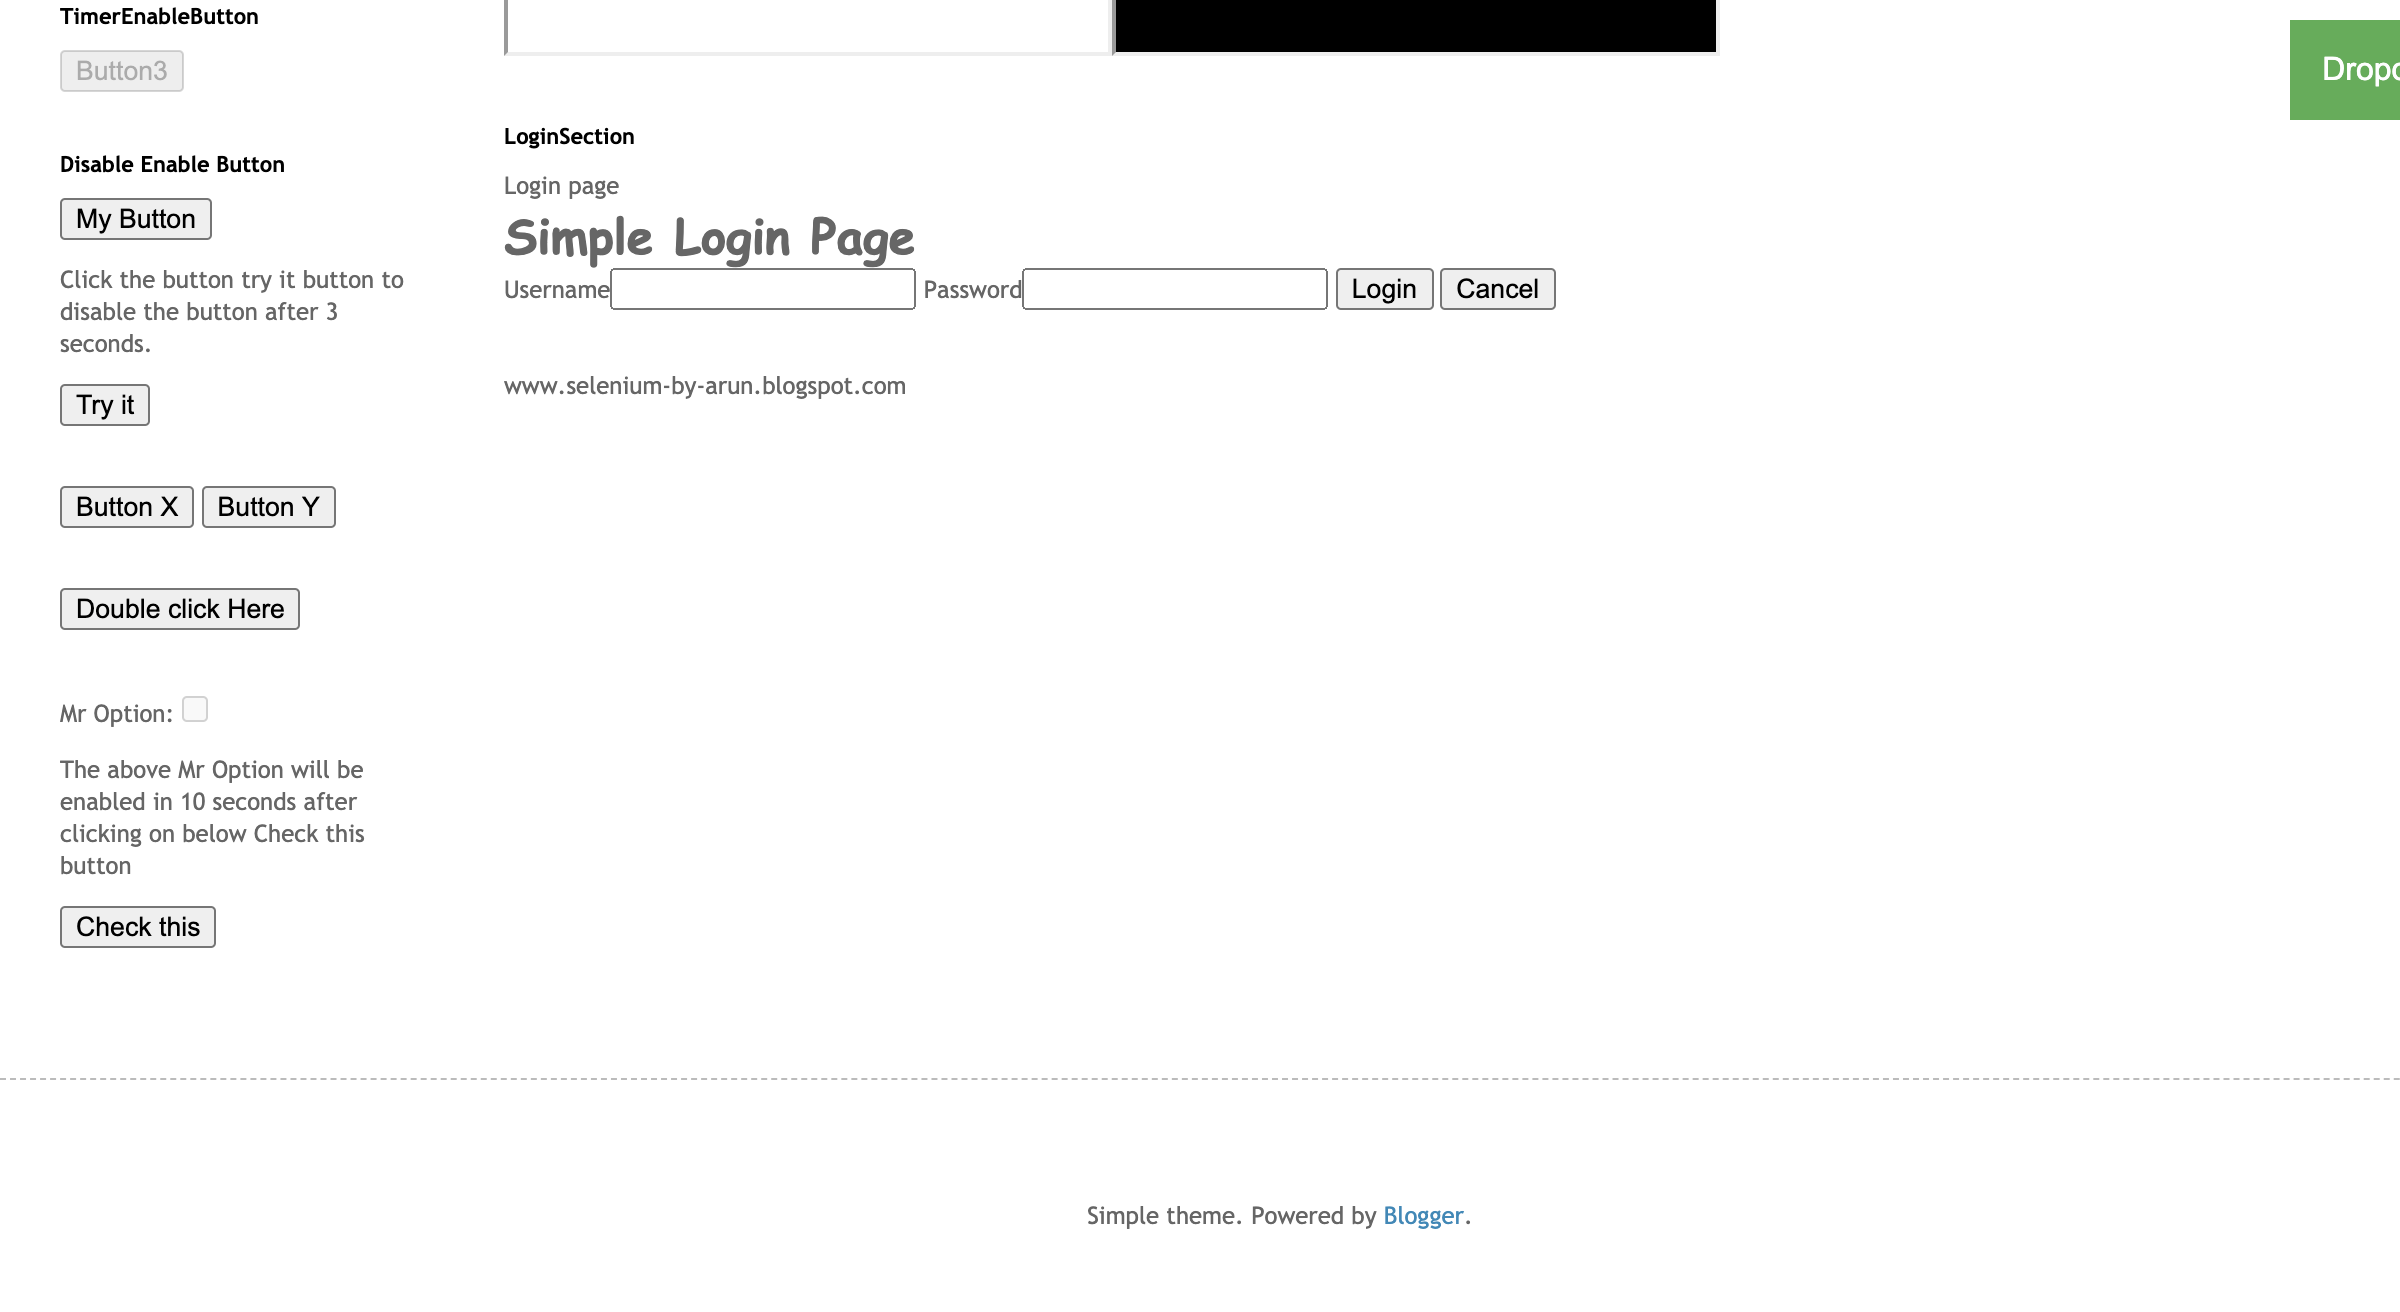 TimerEnableButton
Button3
Disable Enable Button
My Button
Click the button try it button to
disable the button after 3
seconds.
Try it
Button X Button Y
Double click Here
Mr Option:
The above Mr Option will be
enabled in 10 seconds after
clicking on below Check this
button
Check this
LoginSection
Login page
Simple Login Page
Username Password Login Cancel
www.selenium-by-arun.blogspot.com
Simple theme. Powered by Blogger.